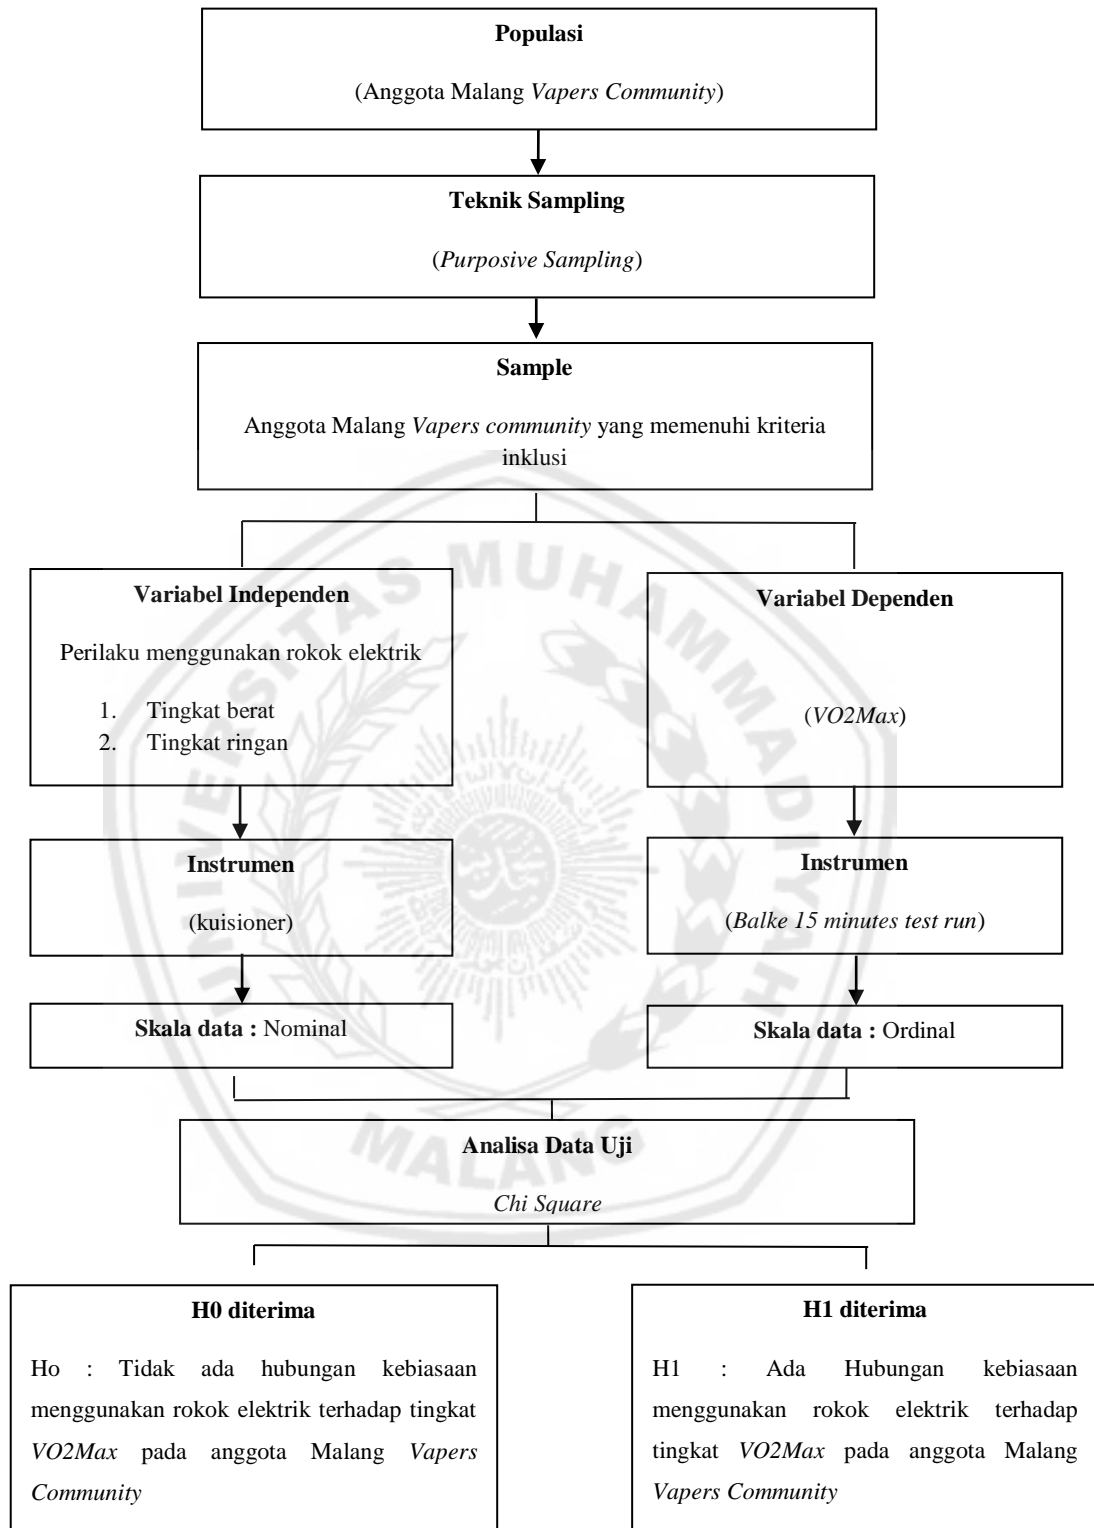 Populasi
(Anggota Malang Vapers Community)
Teknik Sampling
(Purposive Sampling)
Sample
Anggota Malang Vapers community yang memenuhi kriteria
inklusi
Variabel Independen
Perilaku menggunakan rokok elektrik
1. Tingkat berat
2. Tingkat ringan
Variabel Dependen
(VO2Max)
Instrumen
(kuisioner)
Instrumen
(Balke 15 minutes test run)
Skala data : Nominal
Skala data : Ordinal
Analisa Data Uji
Chi Square
H0 diterima
Ho : Tidak ada hubungan kebiasaan
menggunakan rokok elektrik terhadap tingkat
VO2Max pada anggota Malang Vapers
Community
H1 diterima
H1 : Ada Hubungan kebiasaan
menggunakan rokok elektrik terhadap
tingkat VO2Max pada anggota Malang
Vapers Community
UNIVERSITAS MUHAMMADIYAH
MALANG